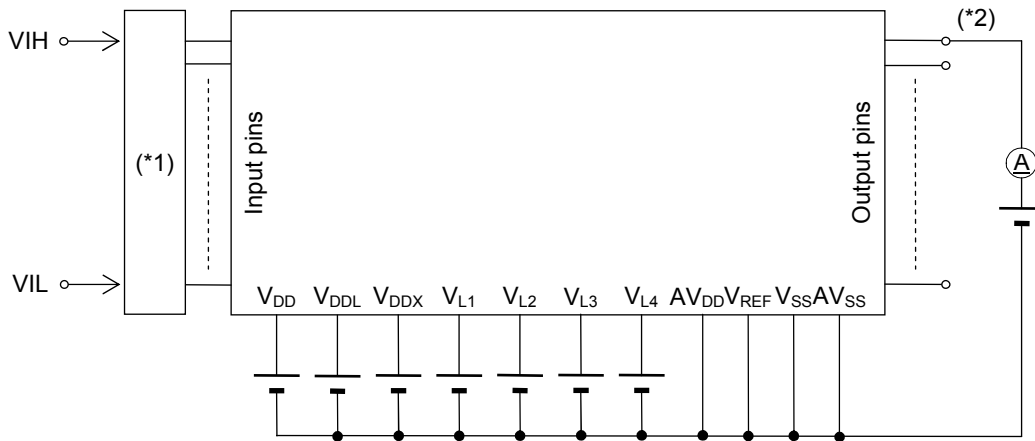 VIH
(*1)
VIL
Input pins
Output pins
(*2)
A
VDD VDDL VDDX VL1 VL2 VL3 VL4 AVDD VREF VSS AVSS